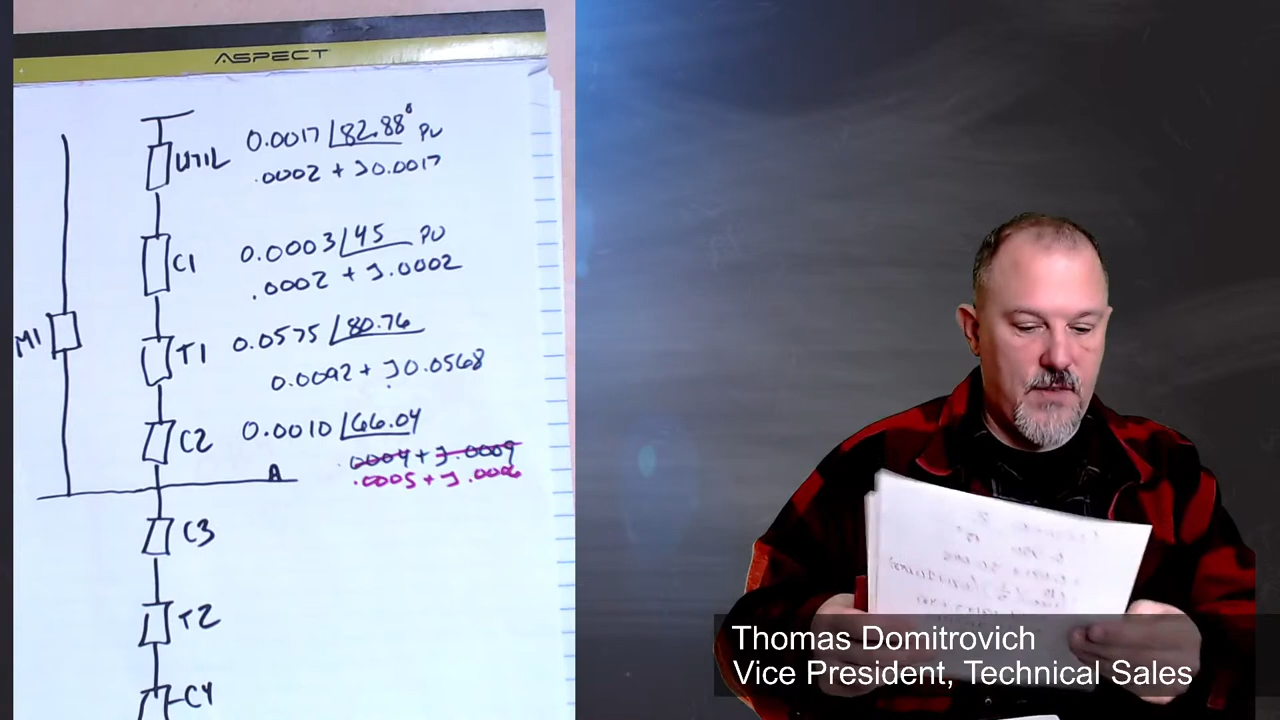 ASPECT
UTIL 0.0017 ∠82.88° PU
.0002 + J0.0017
C1 0.0003 ∠45 PU
.0002 + J.0002
M1
T1 0.0575 ∠80.76
0.0092 + J0.0568
C2 0.0010 ∠66.04
.0004 + J.0009
.0005 + J.0006
A
C3
T2
C4
Thomas Domitrovich
Vice President, Technical Sales